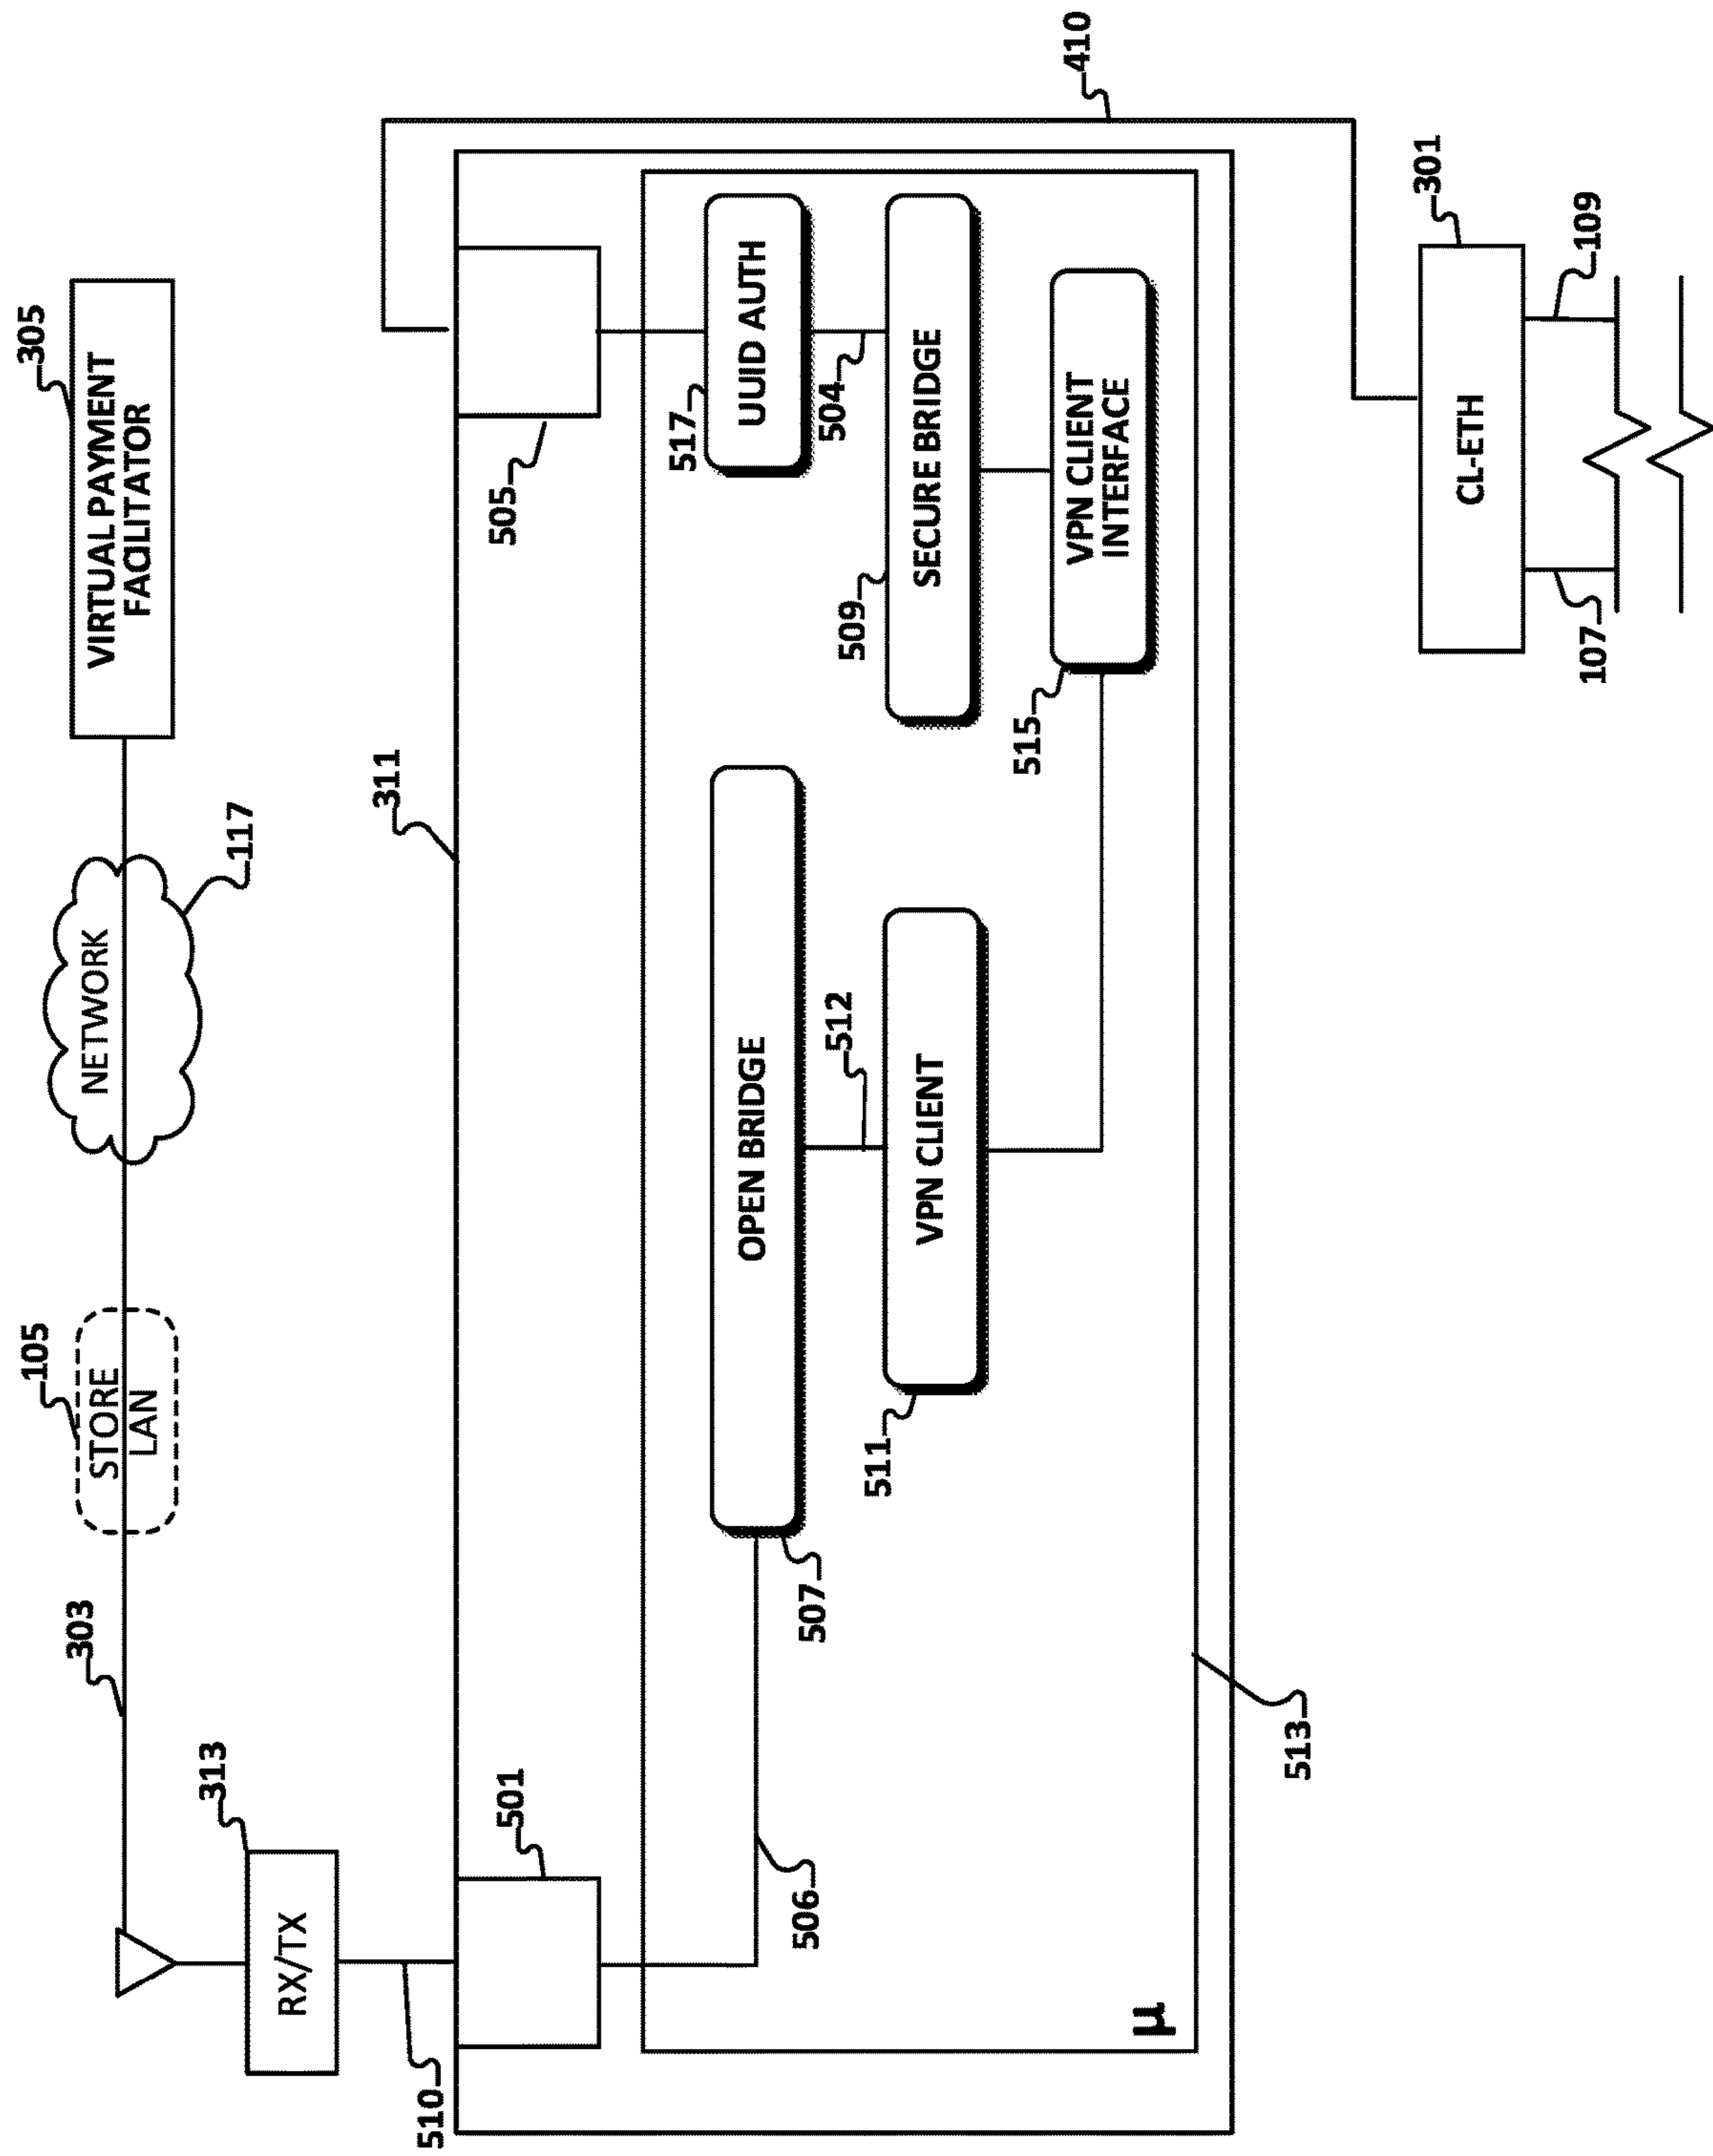 305
105
303
STORE
LAN
NETWORK
VIRTUAL PAYMENT
FACILITATOR
313
117
RX/TX
510
311
501
505
517
OPEN BRIDGE
UUID AUTH
506
507
512
504
511
509
VPN CLIENT
SECURE BRIDGE
515
VPN CLIENT
INTERFACE
µ
513
410
301
CL-ETH
107
109